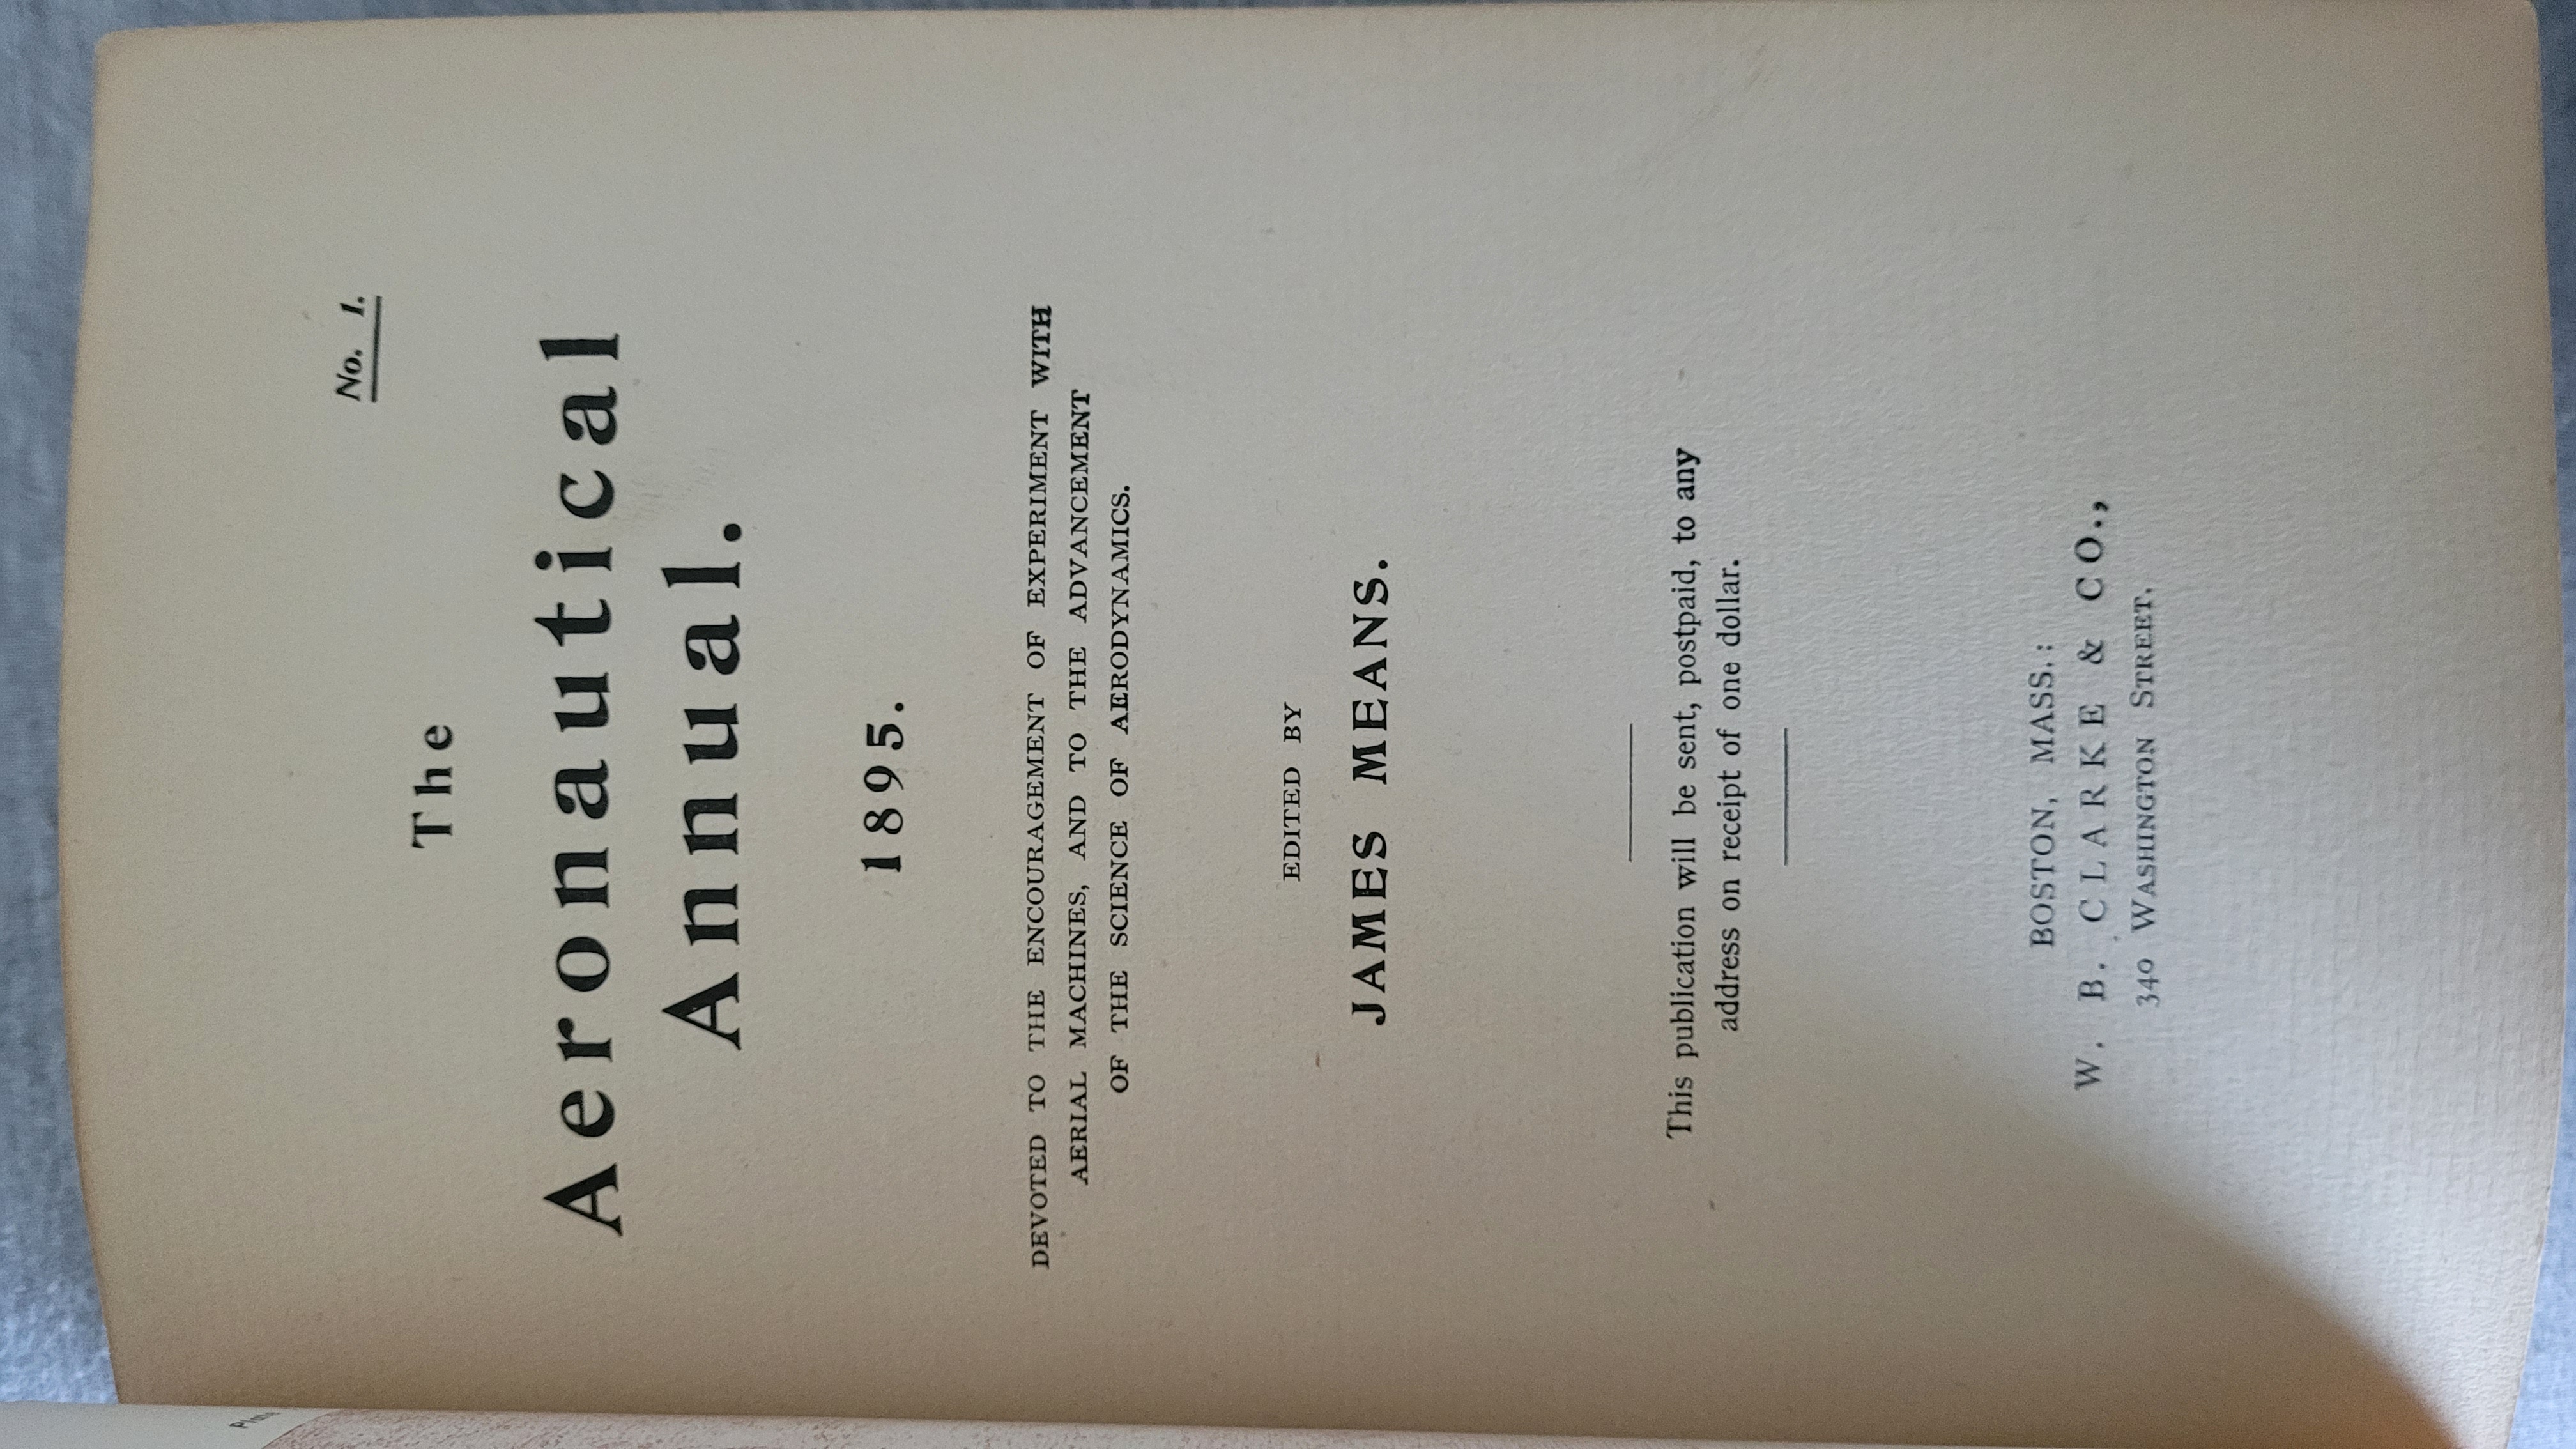 Plate
No. 1.
The
Aeronautical
Annual.
1895.
DEVOTED TO THE ENCOURAGEMENT OF EXPERIMENT WITH
AERIAL MACHINES, AND TO THE ADVANCEMENT
OF THE SCIENCE OF AERODYNAMICS.
EDITED BY
JAMES MEANS.
This publication will be sent, postpaid, to any
address on receipt of one dollar.
BOSTON, MASS.:
W. B. CLARKE & CO.,
340 WASHINGTON STREET.